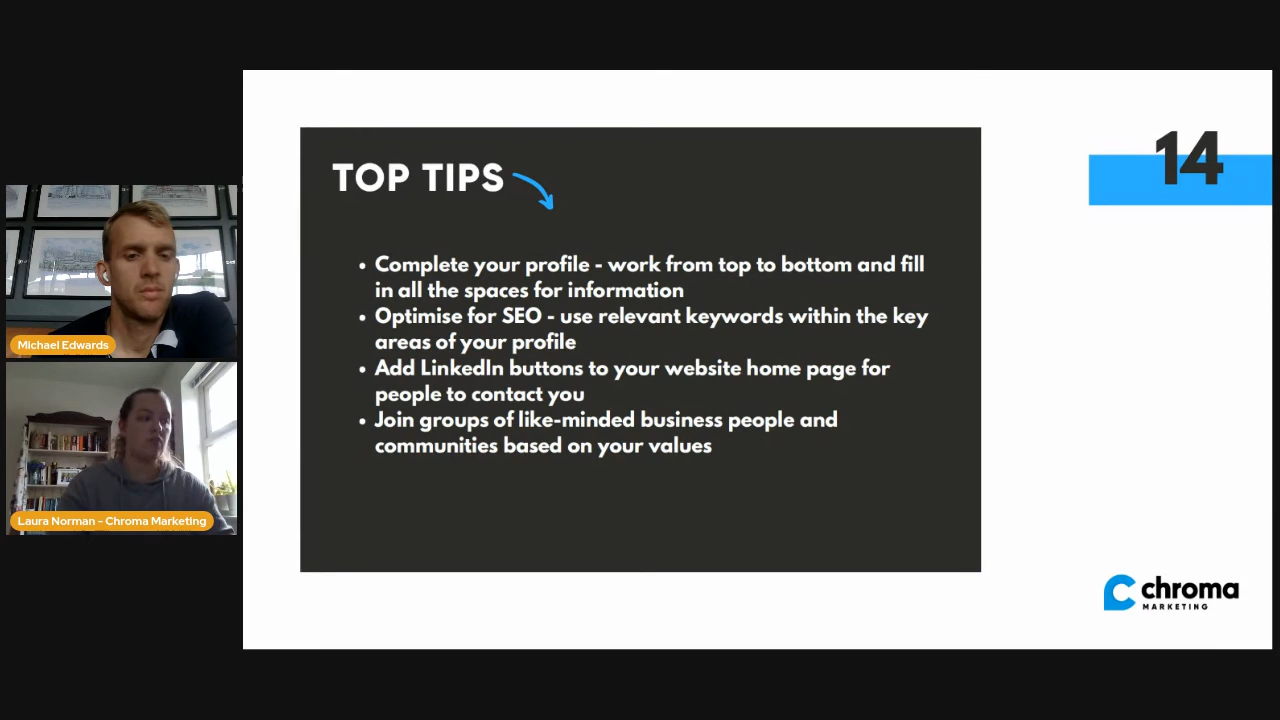 TOP TIPS
14
• Complete your profile - work from top to bottom and fill
in all the spaces for information
• Optimise for SEO - use relevant keywords within the key
areas of your profile
• Add LinkedIn buttons to your website home page for
people to contact you
• Join groups of like-minded business people and
communities based on your values
Michael Edwards
Laura Norman - Chroma Marketing
chroma
MARKETING